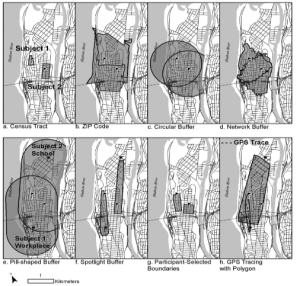 Subject 1
Subject 2
a. Census Tract
b. ZIP Code
c. Circular Buffer
d. Network Buffer
Subject 2
School
GPS Trace
Subject 1
Workplace
e. Pill-shaped Buffer
f. Spotlight Buffer
g. Participant-Selected
Boundaries
h. GPS Tracing
with Polygon
1
Kilometers